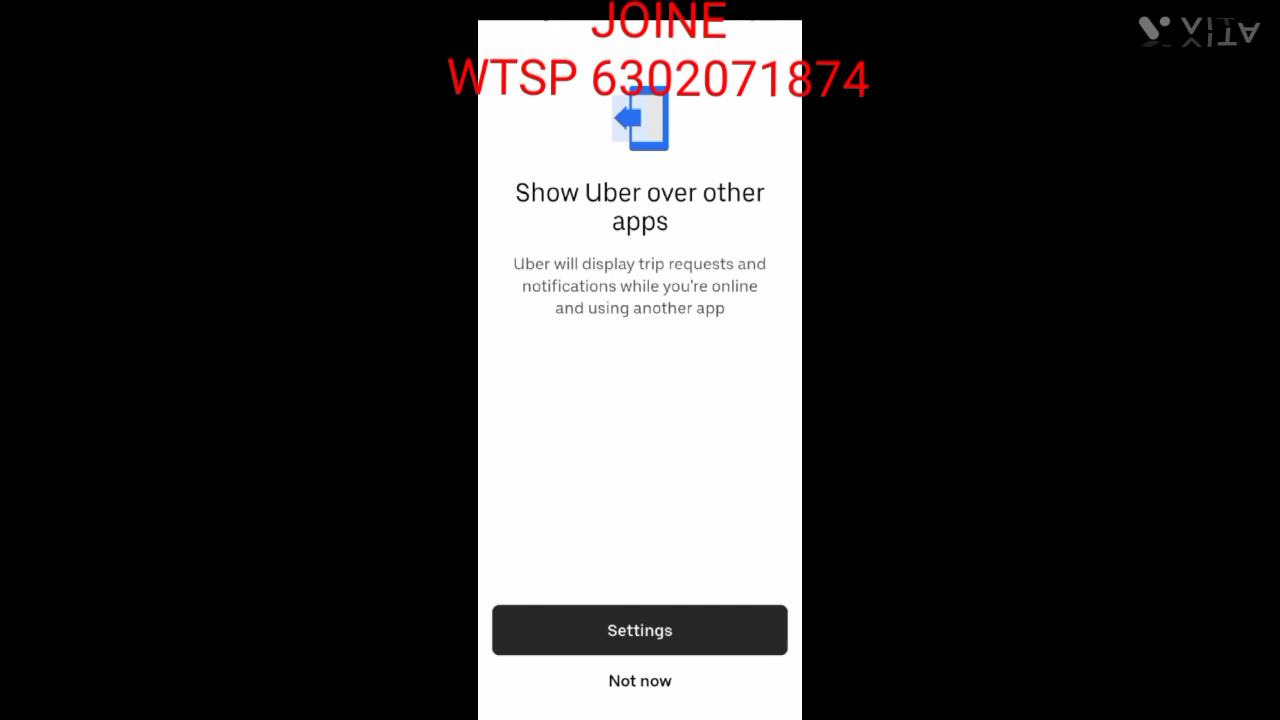 JOINE
WTSP 6302071874
VITA
Show Uber over other
apps
Uber will display trip requests and
notifications while you're online
and using another app
Settings
Not now